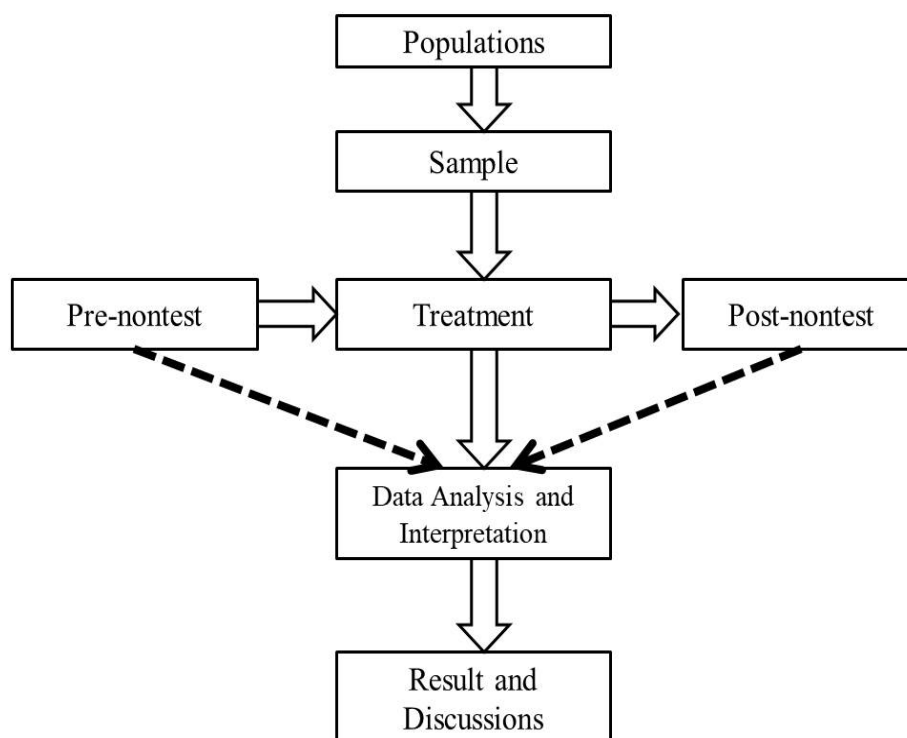 Populations
Sample
Pre-nontest
Treatment
Post-nontest
Data Analysis and
Interpretation
Result and
Discussions